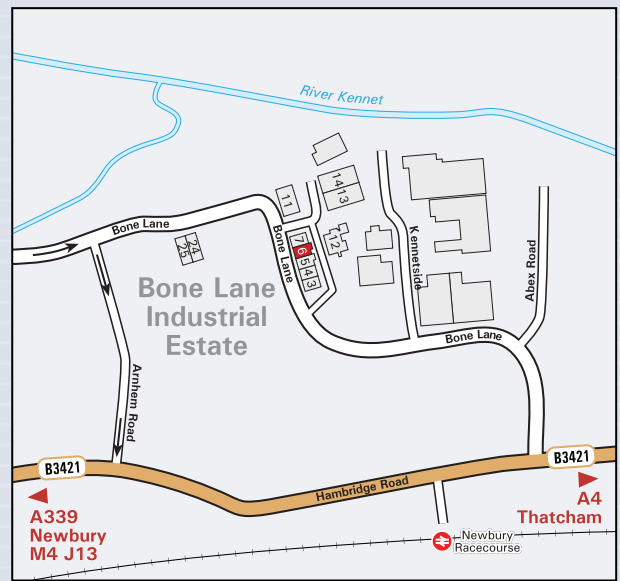 River Kennet
Bone Lane
11
14
13
24
25
Bone Lane
7
6
5
4
3
12
Kennetside
Abex Road
Bone Lane
Industrial
Estate
Bone Lane
Arnhem Road
B3421
B3421
Hambridge Road
A339
Newbury
M4 J13
A4
Thatcham
Newbury
Racecourse